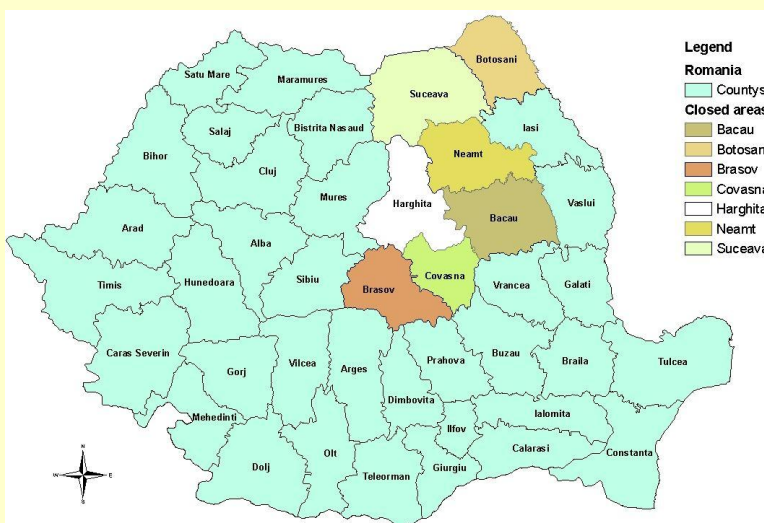 Botosani
Satu Mare
Maramures
Suceava
Salaj
Bistrita Nasaud
Iasi
Bihor
Cluj
Neamt
Mures
Harghita
Vaslui
Bacau
Arad
Alba
Timis
Hunedoara
Sibiu
Brasov
Covasna
Vrancea
Galati
Caras Severin
Gorj
Vilcea
Arges
Prahova
Buzau
Braila
Tulcea
Mehedinti
Dimbovita
Ilfov
Ialomita
Dolj
Olt
Teleorman
Giurgiu
Calarasi
Constanta
N
W
E
S
Legend
Romania
Countys
Closed areas
Bacau
Botosani
Brasov
Covasna
Harghita
Neamt
Suceava